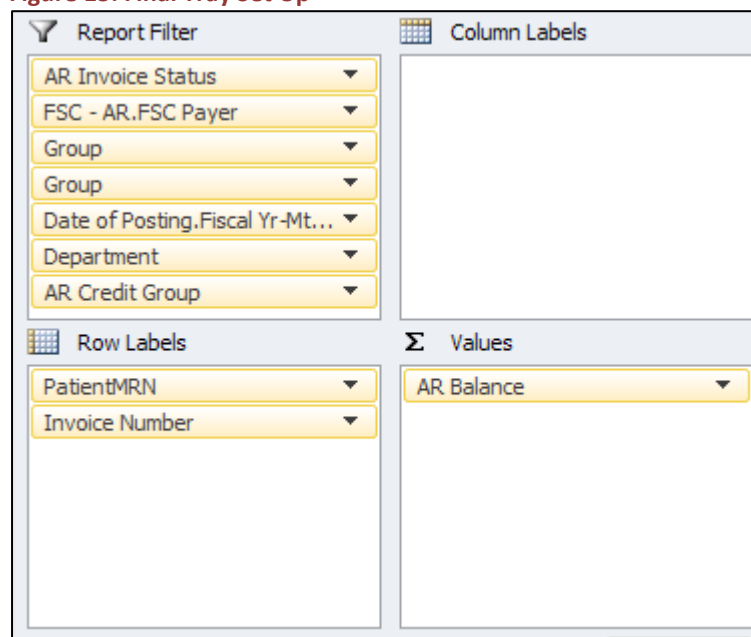 Report Filter
AR Invoice Status
FSC - AR.FSC Payer
Group
Group
Date of Posting.Fiscal Yr-Mt...
Department
AR Credit Group
Column Labels
Row Labels
PatientMRN
Invoice Number
Σ Values
AR Balance